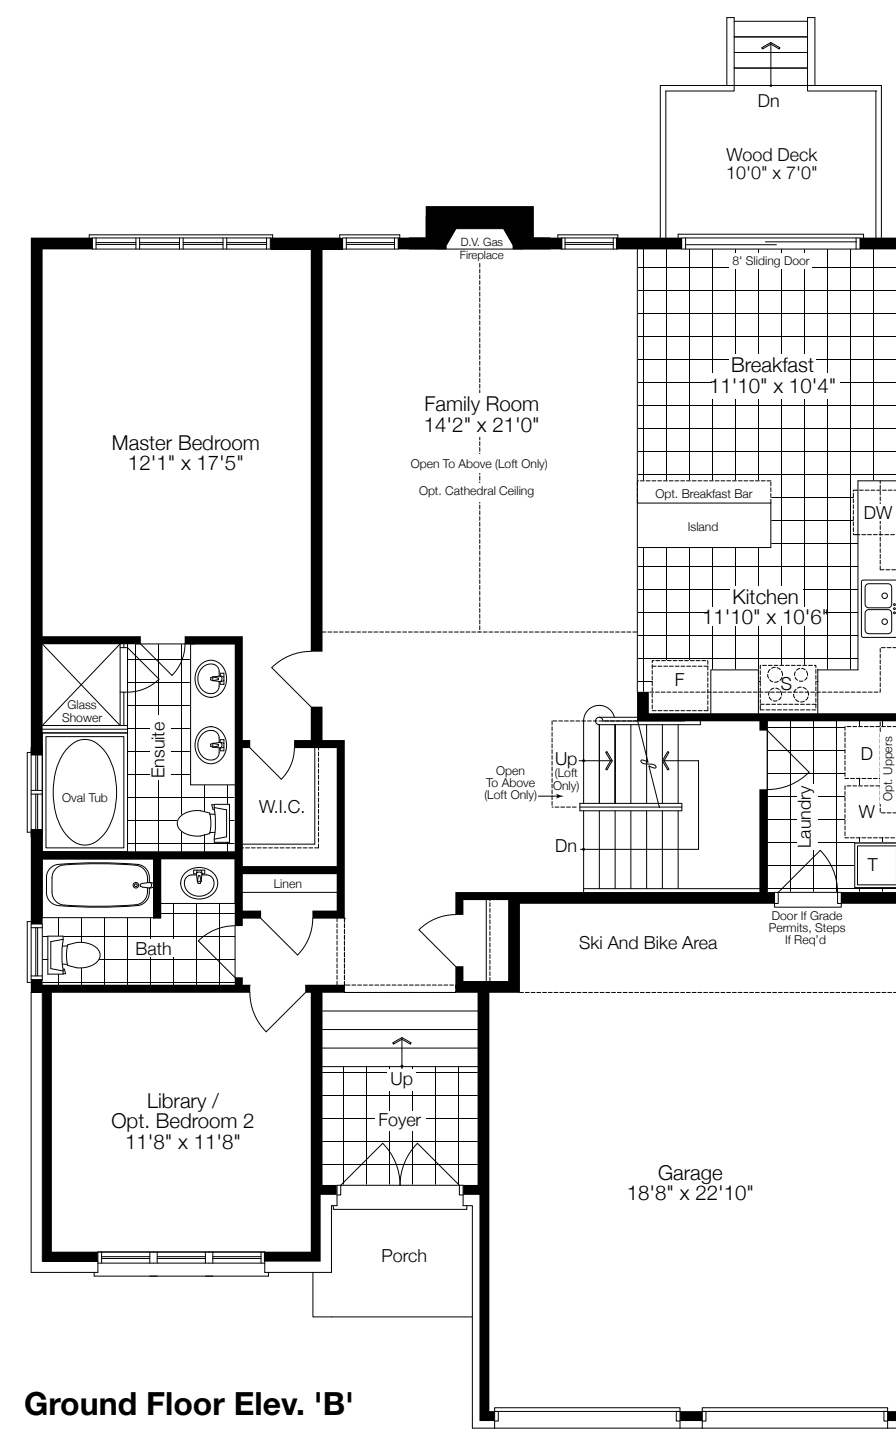 Dn
Wood Deck
10'0" x 7'0"
D.V. Gas
Fireplace
8' Sliding Door
Breakfast
11'10" x 10'4"
Family Room
14'2" x 21'0"
Open To Above (Loft Only)
Opt. Cathedral Ceiling
Master Bedroom
12'1" x 17'5"
Opt. Breakfast Bar
Island
DW
Kitchen
11'10" x 10'6"
F
S
Glass
Shower
Ensuite
Oval Tub
W.I.C.
Open
To Above
(Loft Only)
Up
(Loft
Only)
Dn
Laundry
D
Opt. Uppers
W
T
Linen
Bath
Ski And Bike Area
Door If Grade
Permits, Steps
If Req'd
Up
Foyer
Library /
Opt. Bedroom 2
11'8" x 11'8"
Garage
18'8" x 22'10"
Porch
Ground Floor Elev. 'B'